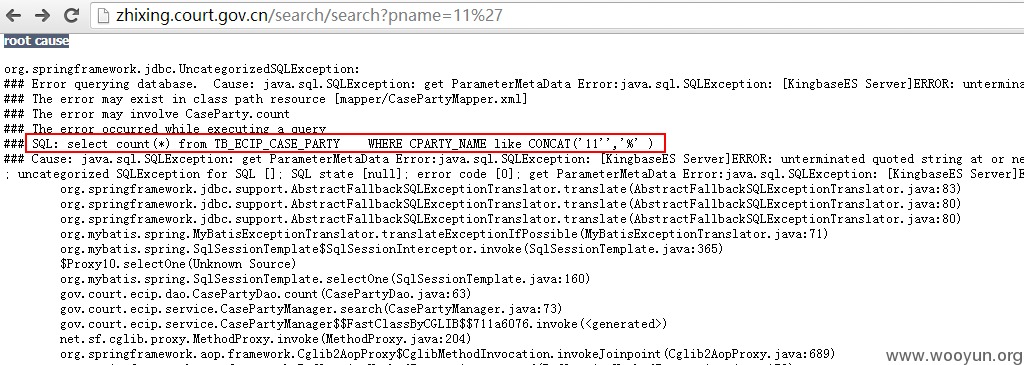 zhixing.court.gov.cn/search/search?pname=11%27
root cause
org.springframework.jdbc.UncategorizedSQLException:
### Error querying database.  Cause: java.sql.SQLException: get ParameterMetaData Error:java.sql.SQLException: [KingbaseES Server]ERROR: unterminat
### The error may exist in class path resource [mapper/CasePartyMapper.xml]
### The error may involve CaseParty.count
### The error occurred while executing a query
### SQL: select count(*) from TB_ECIP_CASE_PARTY    WHERE CPARTY_NAME like CONCAT('11'','%' )
### Cause: java.sql.SQLException: get ParameterMetaData Error:java.sql.SQLException: [KingbaseES Server]ERROR: unterminated quoted string at or ne
; uncategorized SQLException for SQL []; SQL state [null]; error code [0]; get ParameterMetaData Error:java.sql.SQLException: [KingbaseES Server]E
org.springframework.jdbc.support.AbstractFallbackSQLExceptionTranslator.translate(AbstractFallbackSQLExceptionTranslator.java:83)
org.springframework.jdbc.support.AbstractFallbackSQLExceptionTranslator.translate(AbstractFallbackSQLExceptionTranslator.java:80)
org.springframework.jdbc.support.AbstractFallbackSQLExceptionTranslator.translate(AbstractFallbackSQLExceptionTranslator.java:80)
org.mybatis.spring.MyBatisExceptionTranslator.translateExceptionIfPossible(MyBatisExceptionTranslator.java:71)
org.mybatis.spring.SqlSessionTemplate$SqlSessionInterceptor.invoke(SqlSessionTemplate.java:365)
$Proxy10.selectOne(Unknown Source)
org.mybatis.spring.SqlSessionTemplate.selectOne(SqlSessionTemplate.java:160)
gov.court.ecip.dao.CasePartyDao.count(CasePartyDao.java:63)
gov.court.ecip.service.CasePartyManager.search(CasePartyManager.java:73)
gov.court.ecip.service.CasePartyManager$$FastClassByCGLIB$$711a6076.invoke(<generated>)
net.sf.cglib.proxy.MethodProxy.invoke(MethodProxy.java:204)
org.springframework.aop.framework.Cglib2AopProxy$CglibMethodInvocation.invokeJoinpoint(Cglib2AopProxy.java:689)
www.wooyun.org